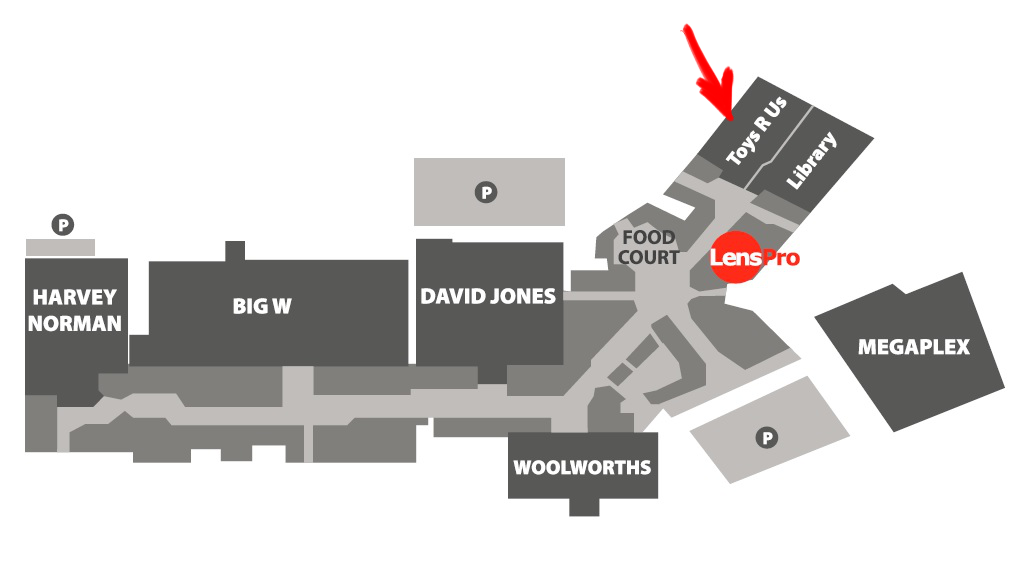 Toys R Us
Library
P
P
FOOD
COURT
LensPro
HARVEY
NORMAN
BIG W
DAVID JONES
MEGAPLEX
P
WOOLWORTHS